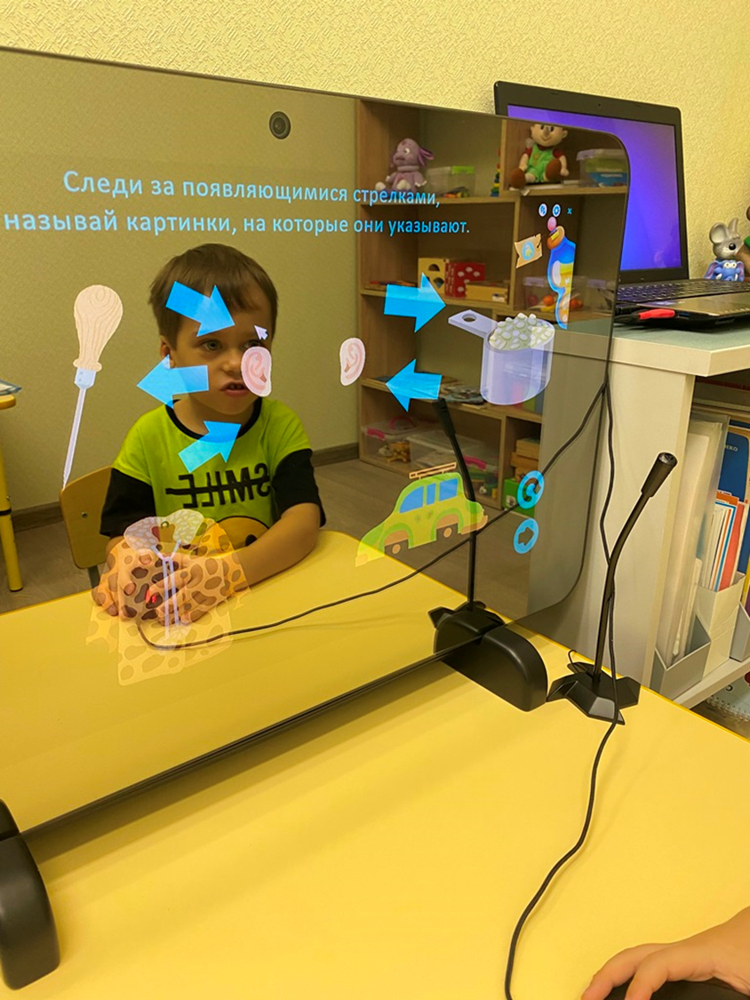 Следи за появляющимися стрелками,
называй картинки, на которые они указывают.
SMILE